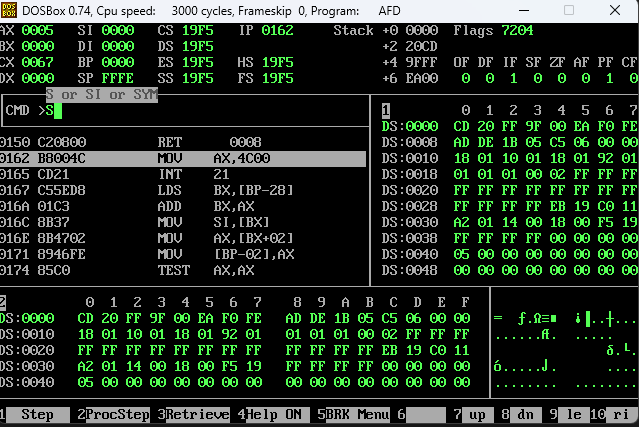 DOSBox 0.74, Cpu speed: 3000 cycles, Frameskip 0, Program: AFD
AX 0005 SI 0000 CS 19F5 IP 0162 Stack +0 0000 Flags 7204
BX 0000 DI 0000 DS 19F5 +2 20CD
CX 0067 BP 0000 ES 19F5 HS 19F5 +4 9FFF OF DF IF SF ZF AF PF CF
DX 0000 SP FFFE SS 19F5 FS 19F5 +6 EA00 0 0 1 0 0 0 1 0
S or SI or SYM
CMD >S
1 0 1 2 3 4 5 6 7
DS:0000 CD 20 FF 9F 00 EA F0 FE
DS:0008 AD DE 1B 05 C5 06 00 00
DS:0010 18 01 10 01 18 01 92 01
DS:0018 01 01 01 00 02 FF FF FF
DS:0020 FF FF FF FF FF FF FF FF
DS:0028 FF FF FF FF EB 19 C0 11
DS:0030 A2 01 14 00 18 00 F5 19
DS:0038 FF FF FF FF 00 00 00 00
DS:0040 05 00 00 00 00 00 00 00
DS:0048 00 00 00 00 00 00 00 00
0150 C20800 RET 0008
0162 B8004C MOV AX,4C00
0165 CD21 INT 21
0167 C55ED8 LDS BX,[BP-28]
016A 01C3 ADD BX,AX
016C 8B37 MOV SI,[BX]
016E 8B4702 MOV AX,[BX+02]
0171 8946FE MOV [BP-02],AX
0174 85C0 TEST AX,AX
2 0 1 2 3 4 5 6 7 8 9 A B C D E F
DS:0000 CD 20 FF 9F 00 EA F0 FE AD DE 1B 05 C5 06 00 00
DS:0010 18 01 10 01 18 01 92 01 01 01 01 00 02 FF FF FF
DS:0020 FF FF FF FF FF FF FF FF FF FF FF FF EB 19 C0 11
DS:0030 A2 01 14 00 18 00 F5 19 FF FF FF FF 00 00 00 00
DS:0040 05 00 00 00 00 00 00 00 00 00 00 00 00 00 00 00
1 Step 2 ProcStep 3 Retrieve 4 Help ON 5 BRK Menu 6 7 up 8 dn 9 le 10 ri